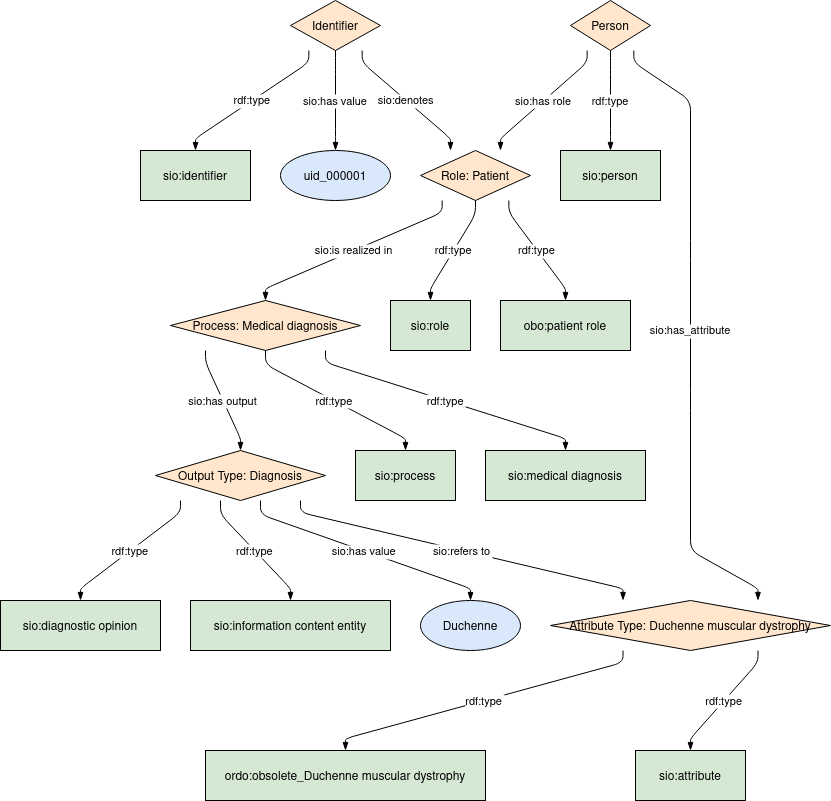 Identifier
Person
rdf:type
sio:has value
sio:denotes
sio:has role
rdf:type
sio:identifier
uid_000001
Role: Patient
sio:person
sio:is realized in
rdf:type
rdf:type
Process: Medical diagnosis
sio:role
obo:patient role
sio:has_attribute
sio:has output
rdf:type
rdf:type
Output Type: Diagnosis
sio:process
sio:medical diagnosis
rdf:type
rdf:type
sio:has value
sio:refers to
sio:diagnostic opinion
sio:information content entity
Duchenne
Attribute Type: Duchenne muscular dystrophy
rdf:type
rdf:type
ordo:obsolete_Duchenne muscular dystrophy
sio:attribute